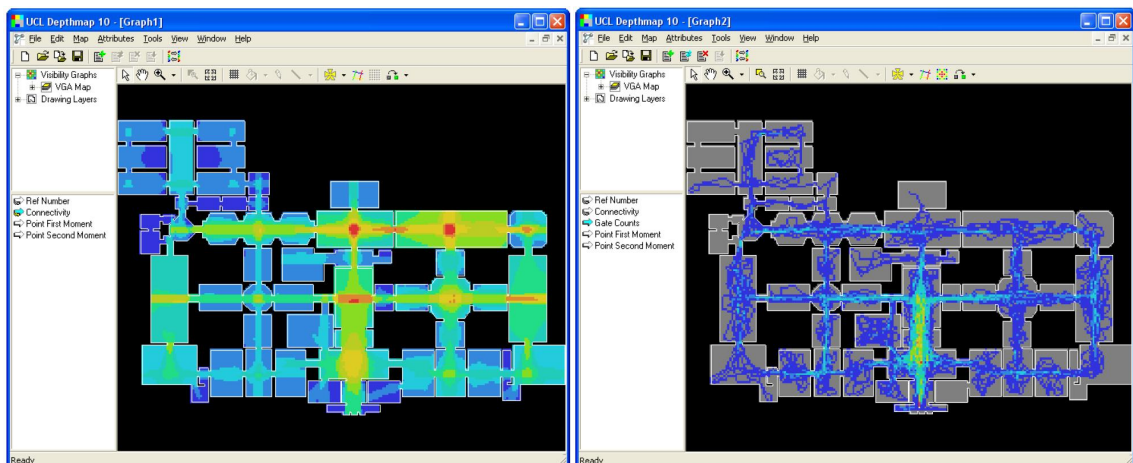 UCL Depthmap 10 - [Graph1]
File Edit Map Attributes Tools View Window Help
Visibility Graphs
VGA Map
Drawing Layers
Ref Number
Connectivity
Point First Moment
Point Second Moment
Ready
UCL Depthmap 10 - [Graph2]
File Edit Map Attributes Tools View Window Help
Visibility Graphs
VGA Map
Drawing Layers
Ref Number
Connectivity
Gate Counts
Point First Moment
Point Second Moment
Ready